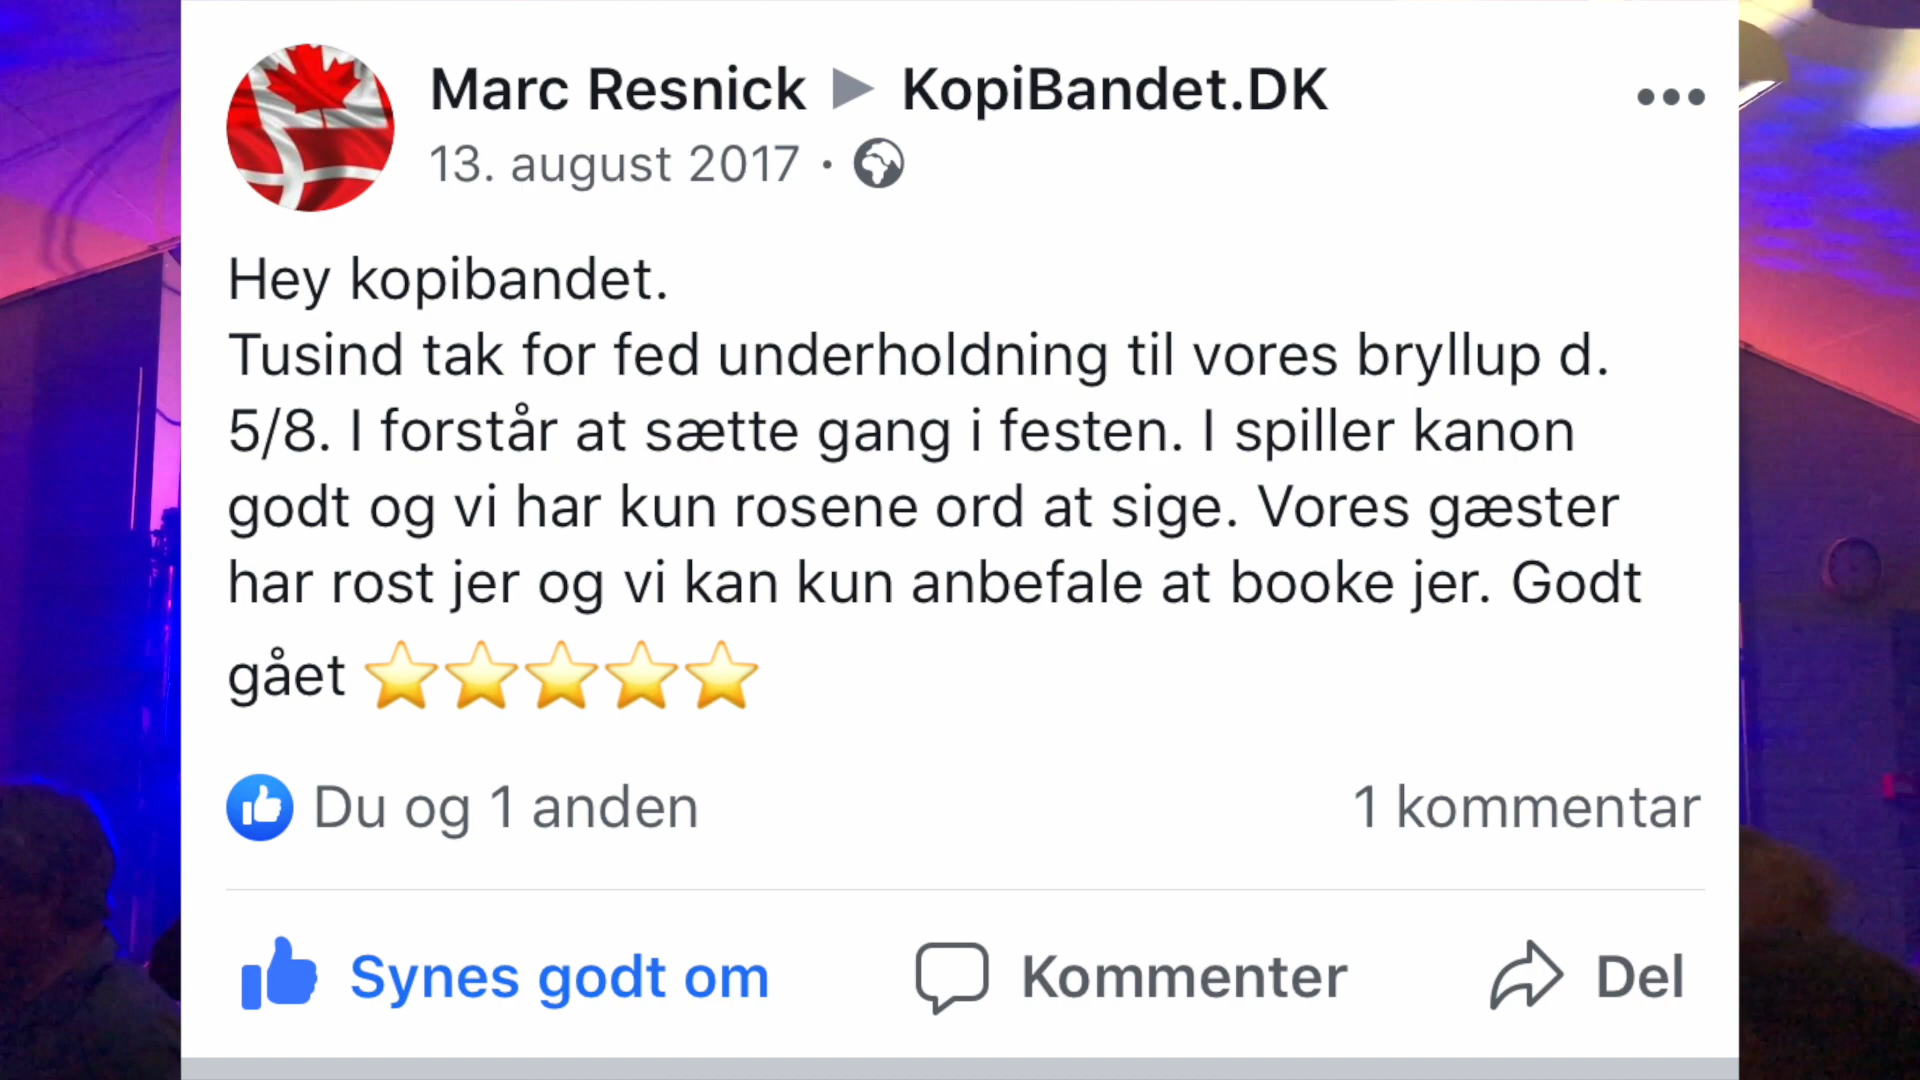 Marc Resnick ▶ KopiBandet.DK
13. august 2017 ·
Hey kopibandet.
Tusind tak for fed underholdning til vores bryllup d.
5/8. I forstår at sætte gang i festen. I spiller kanon
godt og vi har kun rosene ord at sige. Vores gæster
har rost jer og vi kan kun anbefale at booke jer. Godt
gået ⭐⭐⭐⭐⭐
Du og 1 anden 1 kommentar
Synes godt om Kommenter Del